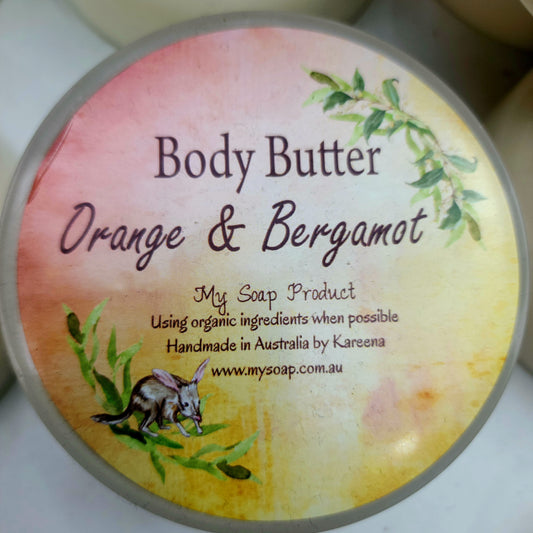 Body Butter
Orange & Bergamot
My Soap Product
Using organic ingredients when possible
Handmade in Australia by Kareena
www.mysoap.com.au